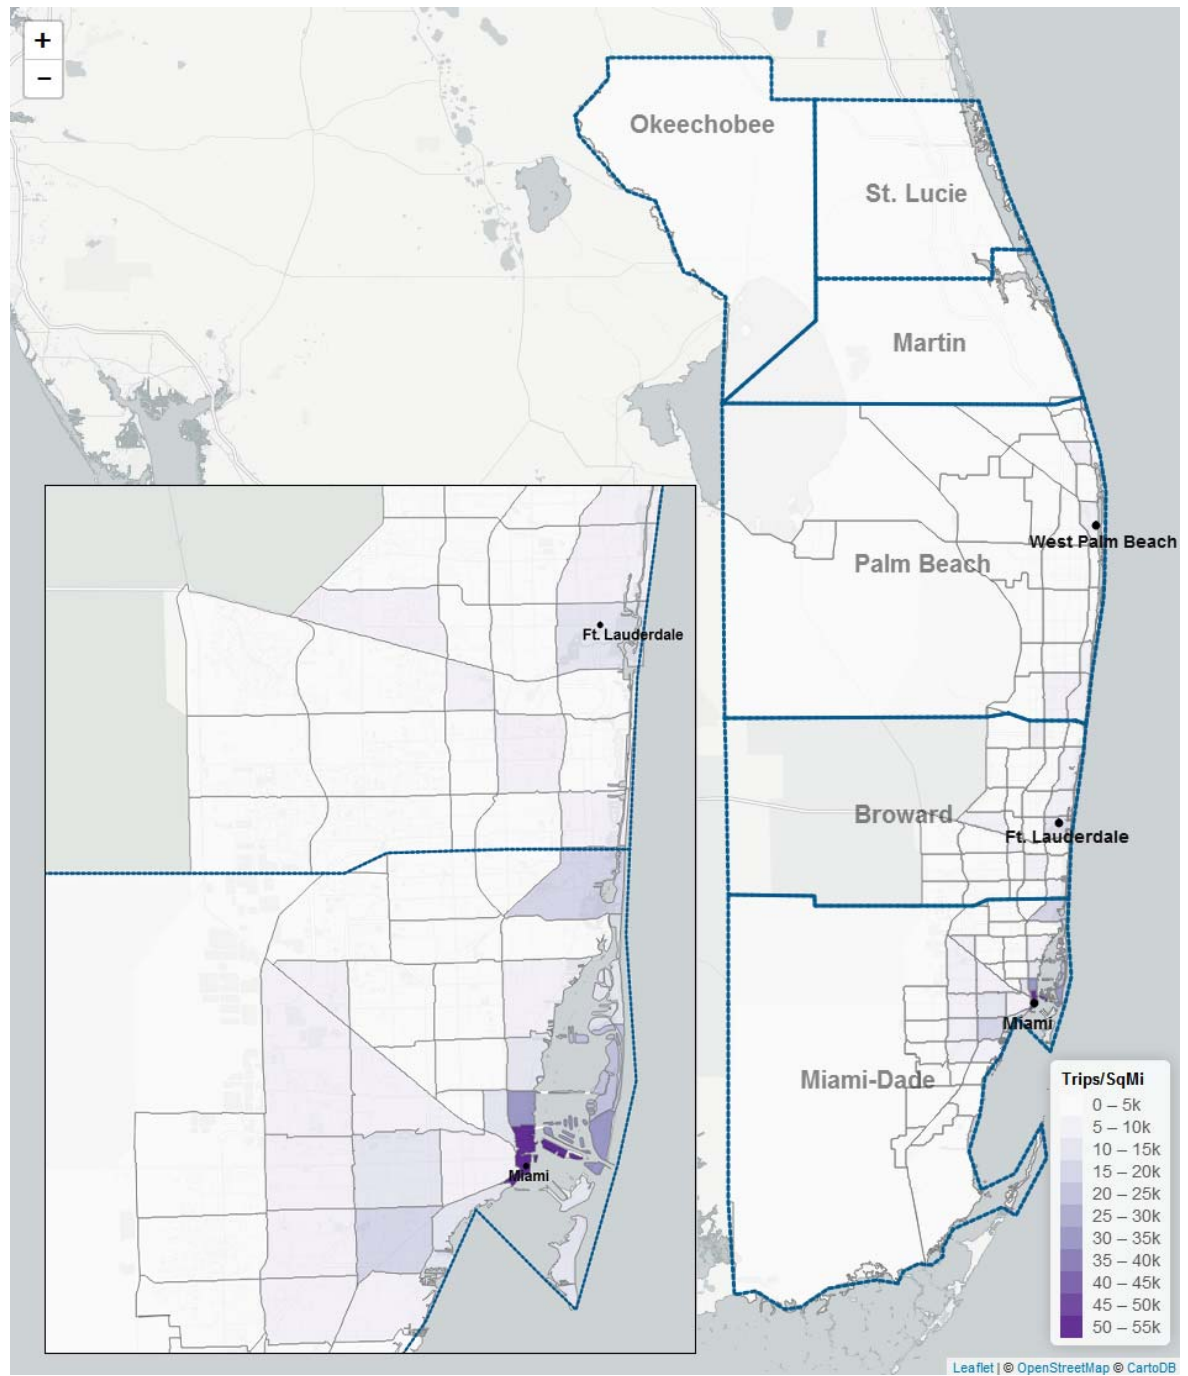 +
−
Okeechobee
St. Lucie
Martin
West Palm Beach
Palm Beach
Ft. Lauderdale
Broward
Ft. Lauderdale
Miami
Miami-Dade
Miami
Trips/SqMi
0 – 5k
5 – 10k
10 – 15k
15 – 20k
20 – 25k
25 – 30k
30 – 35k
35 – 40k
40 – 45k
45 – 50k
50 – 55k
Leaflet | © OpenStreetMap © CartoDB